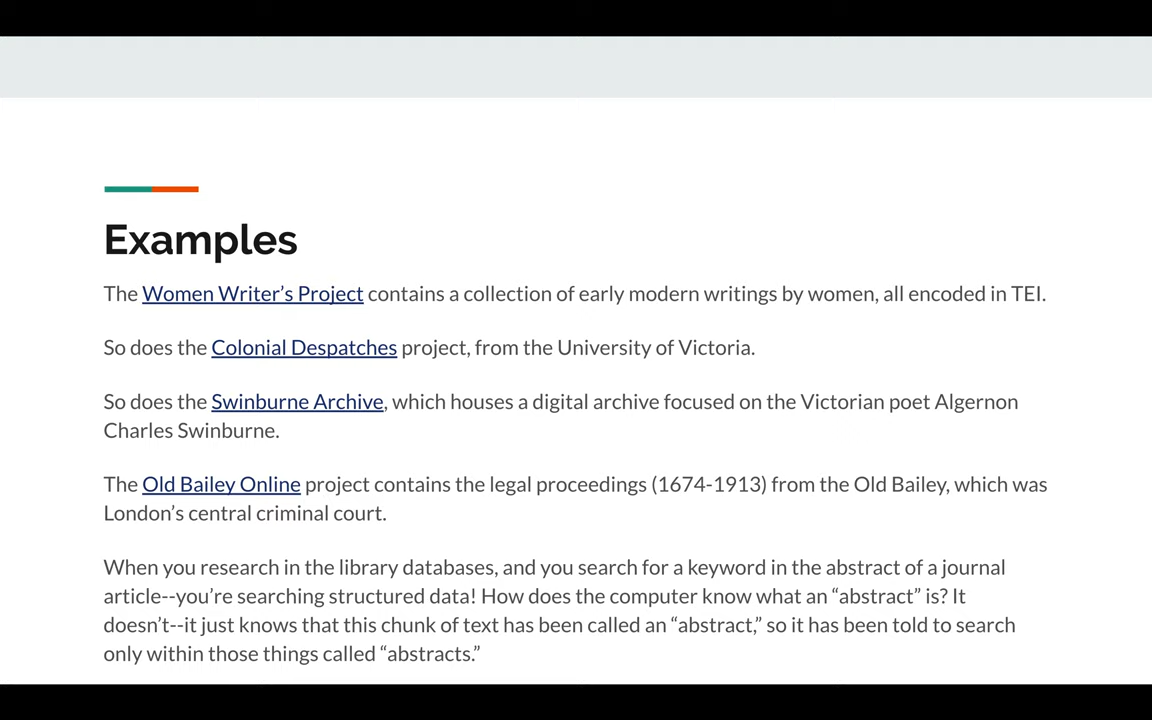 Examples
The Women Writer’s Project contains a collection of early modern writings by women, all encoded in TEI.
So does the Colonial Despatches project, from the University of Victoria.
So does the Swinburne Archive, which houses a digital archive focused on the Victorian poet Algernon
Charles Swinburne.
The Old Bailey Online project contains the legal proceedings (1674-1913) from the Old Bailey, which was
London’s central criminal court.
When you research in the library databases, and you search for a keyword in the abstract of a journal
article--you’re searching structured data! How does the computer know what an “abstract” is? It
doesn’t--it just knows that this chunk of text has been called an “abstract,” so it has been told to search
only within those things called “abstracts.”